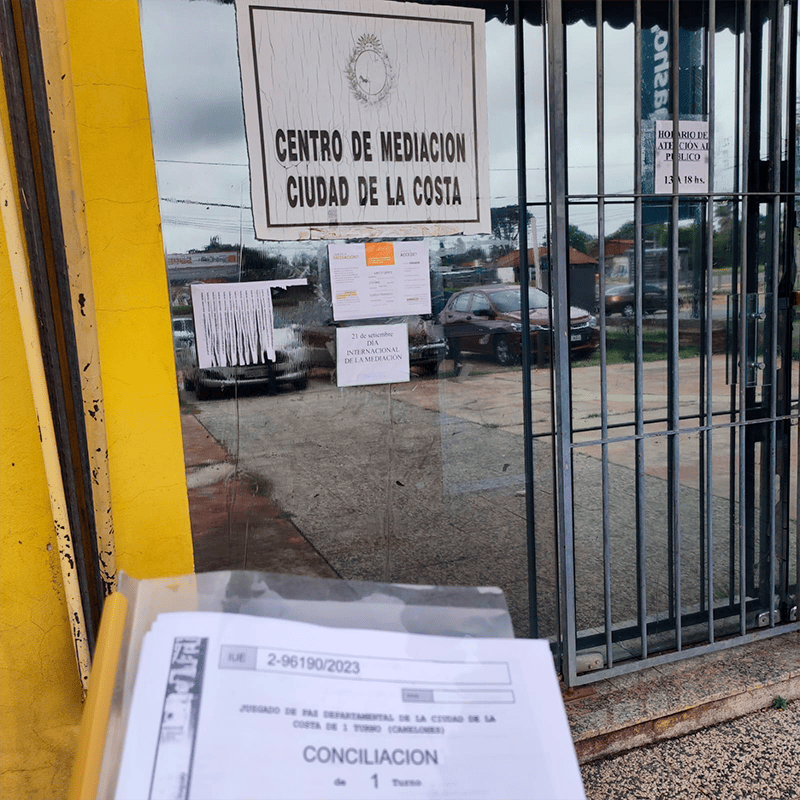 CENTRO DE MEDIACION
CIUDAD DE LA COSTA
HORARIO DE
ATENCIÓN AL
PUBLICO
13 A 18 hs.
21 de setiembre
DÍA
INTERNACIONAL
DE LA MEDIACIÓN
IUE 2-96190/2023
JUZGADO DE PAZ DEPARTAMENTAL DE LA CIUDAD DE LA
COSTA DE 1 TURNO (CANELONES)
CONCILIACION
de 1 Turno